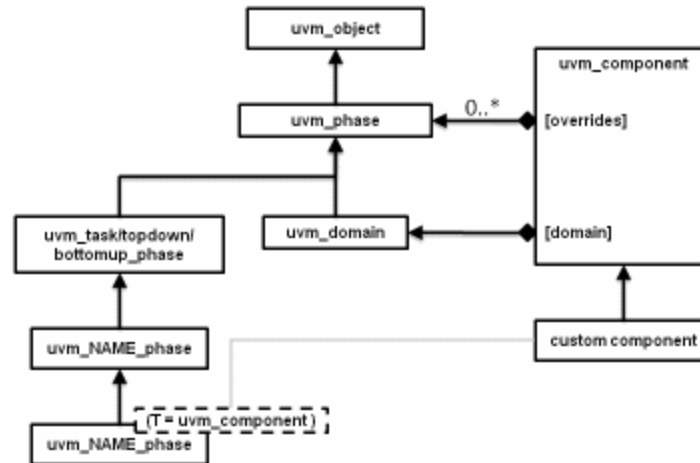 uvm_object
uvm_component
uvm_phase
0..*
[overrides]
uvm_task/topdown/
bottomup_phase
uvm_domain
[domain]
uvm_NAME_phase
custom component
(T = uvm_component)
uvm_NAME_phase